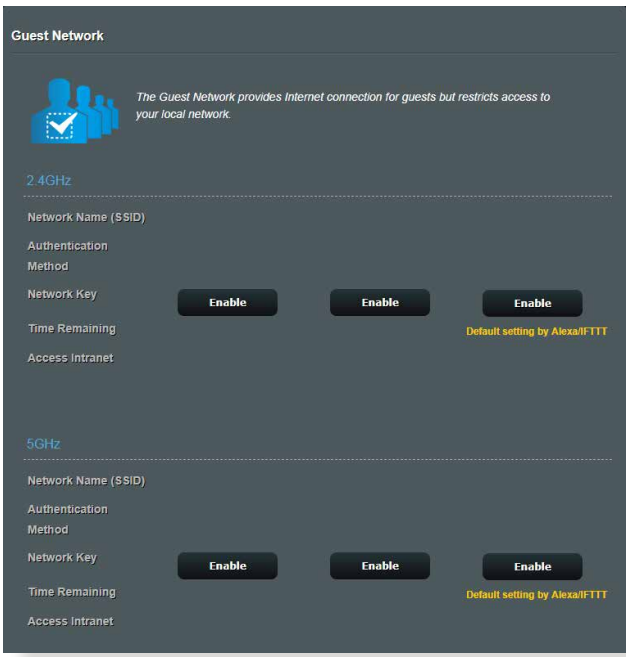 Guest Network
The Guest Network provides Internet connection for guests but restricts access to
your local network.
2.4GHz
Network Name (SSID)
Authentication
Method
Network Key
Enable Enable Enable
Time Remaining
Default setting by Alexa/IFTTT
Access Intranet
5GHz
Network Name (SSID)
Authentication
Method
Network Key
Enable Enable Enable
Time Remaining
Default setting by Alexa/IFTTT
Access Intranet